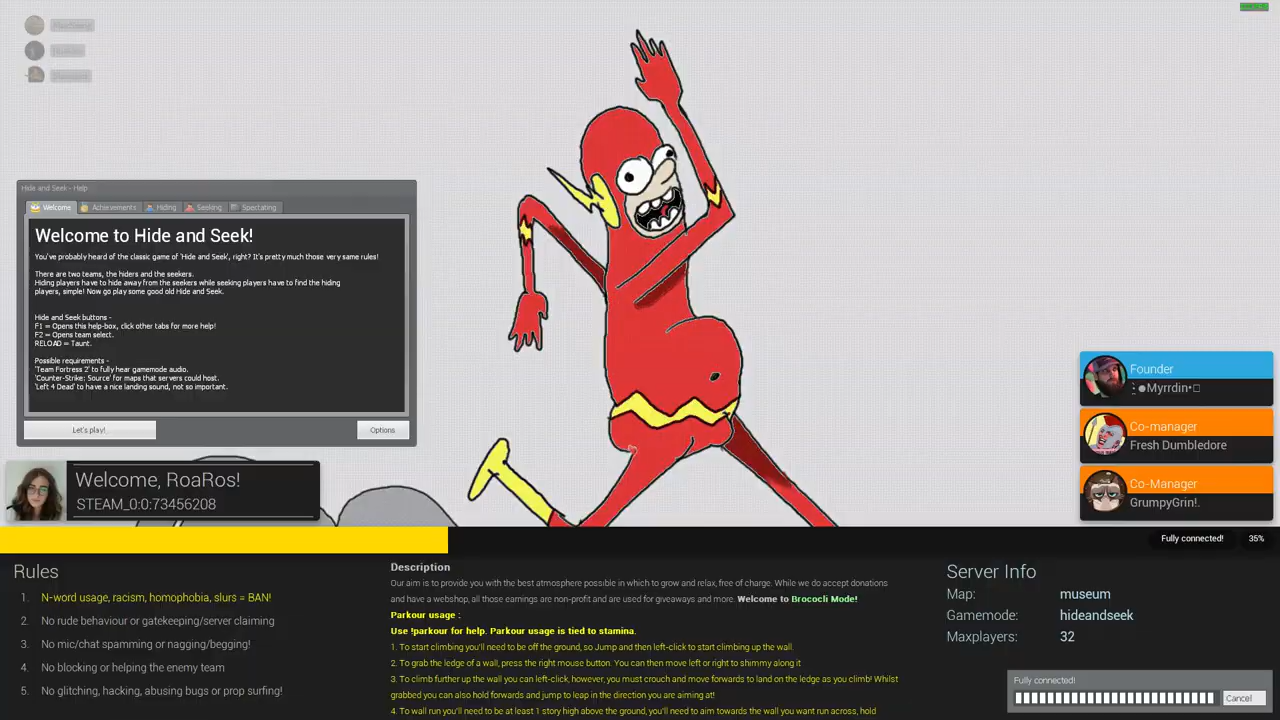 Hide and Seek - Help
Welcome Achievements Hiding Seeking Spectating
Welcome to Hide and Seek!
You've probably heard of the classic game of 'Hide and Seek', right? It's pretty much those very same rules!
There are two teams, the hiders and the seekers.
Hiding players have to hide away from the seekers while seeking players have to find the hiding
players, simple! Now go play some good old Hide and Seek.
Hide and Seek buttons -
F1 = Opens this help-box, click other tabs for more help!
F2 = Opens team select.
RELOAD = Taunt.
Possible requirements -
'Team Fortress 2' to fully hear gamemode audio.
'Counter-Strike: Source' for maps that servers could host.
'Left 4 Dead' to have a nice landing sound, not so important.
Let's play!
Options
Founder
Myrrdin
Co-manager
Fresh Dumbledore
Co-Manager
GrumpyGrin!.
Welcome, RoaRos!
STEAM_0:0:73456208
Fully connected! 35%
Rules
1. N-word usage, racism, homophobia, slurs = BAN!
2. No rude behaviour or gatekeeping/server claiming
3. No mic/chat spamming or nagging/begging!
4. No blocking or helping the enemy team
5. No glitching, hacking, abusing bugs or prop surfing!
Description
Our aim is to provide you with the best atmosphere possible in which to grow and relax, free of charge. While we do accept donations
and have a webshop, all those earnings are non-profit and are used for giveaways and more. Welcome to Brococli Mode!
Parkour usage :
Use !parkour for help. Parkour usage is tied to stamina.
1. To start climbing you'll need to be off the ground, so Jump and then left-click to start climbing up the wall.
2. To grab the ledge of a wall, press the right mouse button. You can then move left or right to shimmy along it
3. To climb further up the wall you can left-click, however, you must crouch and move forwards to land on the ledge as you climb! Whilst
grabbed you can also hold forwards and jump to leap in the direction you are aiming at!
4. To wall run you'll need to be at least 1 story high above the ground, you'll need to aim towards the wall you want run across, hold
Server Info
Map: museum
Gamemode: hideandseek
Maxplayers: 32
Fully connected!
Cancel